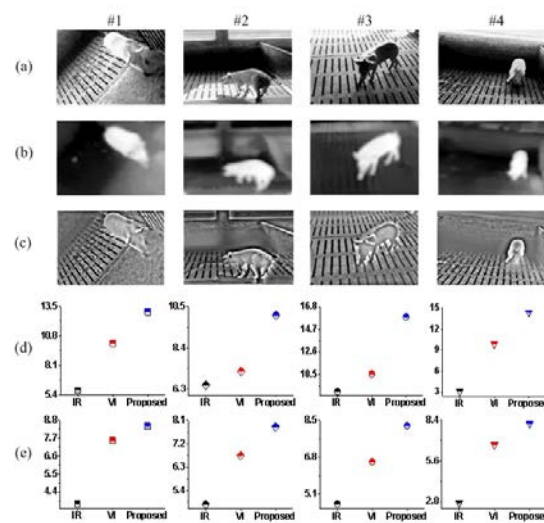 #1 #2 #3 #4
(a)
(b)
(c)
(d)
13.5
10.8
8.1
5.4
IR VI Proposed
10.5
8.4
6.3
IR VI Proposed
16.8
14.7
12.6
18.5
IR VI Proposed
15
12
9
6
3
IR VI Proposed
(e)
8.8
7.7
6.6
5.5
4.4
IR VI Proposed
8.1
7.2
6.3
5.4
IR VI Proposed
8.5
6.8
5.1
IR VI Proposed
8.4
5.6
2.8
IR VI Proposed